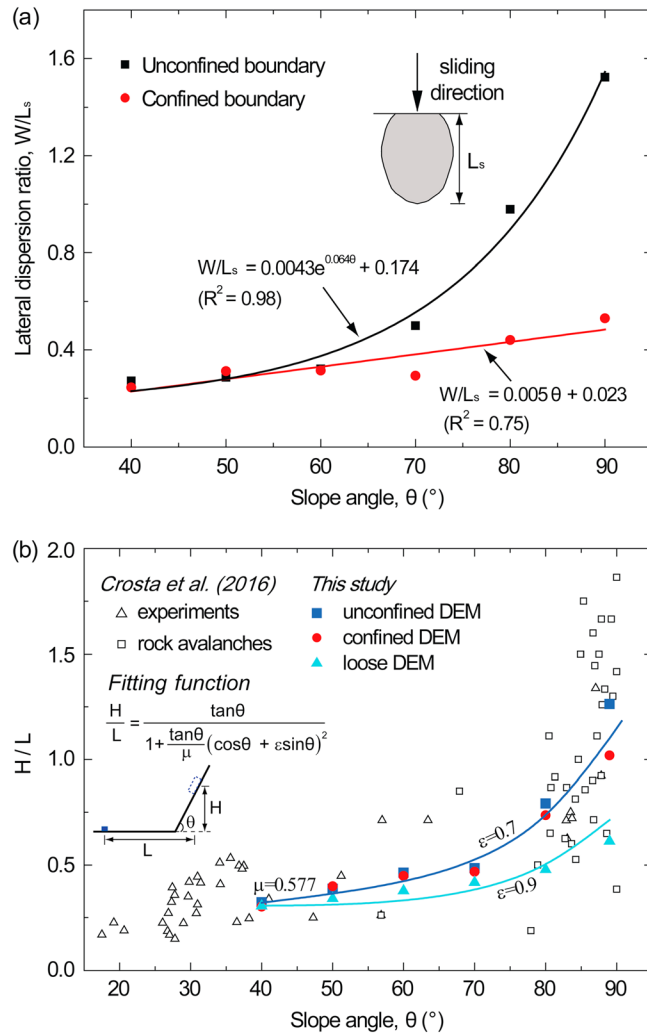 (a)
1.6
1.2
0.8
0.4
0.0
Lateral dispersion ratio, W/Ls
Unconfined boundary
Confined boundary
sliding
direction
Ls
W/Ls = 0.0043e^0.064θ + 0.174
(R² = 0.98)
W/Ls = 0.005θ + 0.023
(R² = 0.75)
40 50 60 70 80 90
Slope angle, θ (°)
(b)
2.0
1.5
1.0
0.5
0.0
H / L
Crosta et al. (2016)
experiments
rock avalanches
This study
unconfined DEM
confined DEM
loose DEM
Fitting function
H/L = tanθ / (1+ tanθ/μ (cosθ + εsinθ)²)
θ
H
L
μ=0.577
ε=0.7
ε=0.9
20 30 40 50 60 70 80 90
Slope angle, θ (°)